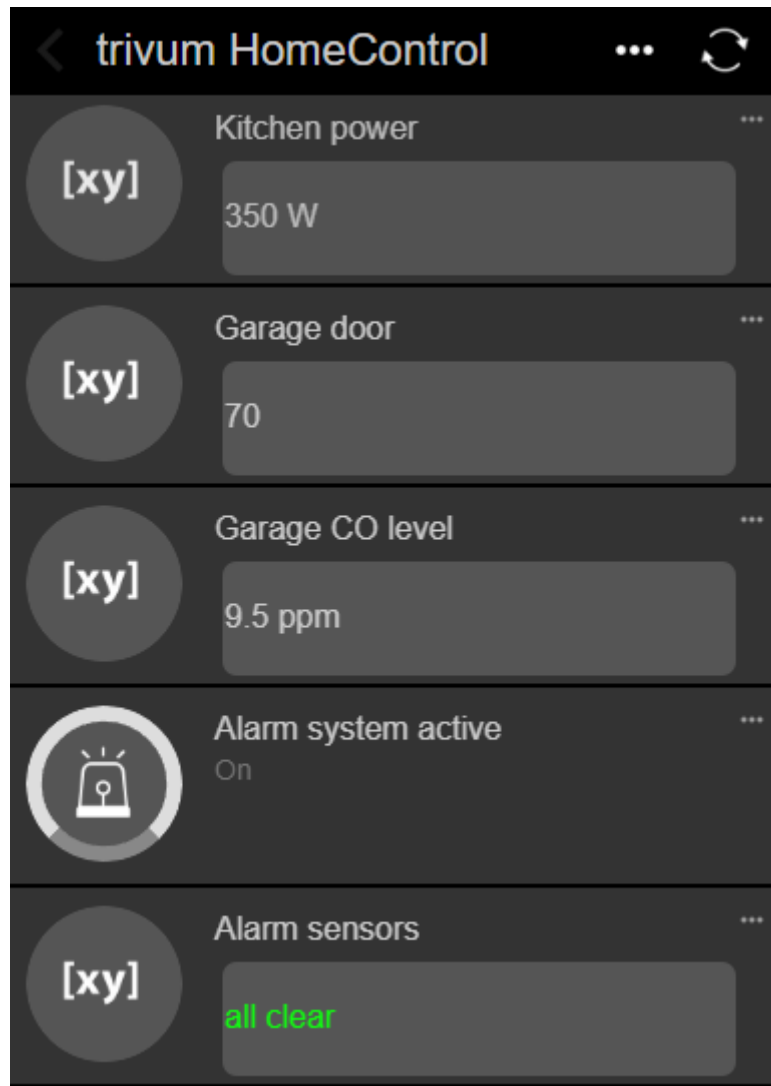 trivum HomeControl
Kitchen power
[xy]
350 W
Garage door
[xy]
70
Garage CO level
[xy]
9.5 ppm
Alarm system active
On
Alarm sensors
[xy]
all clear